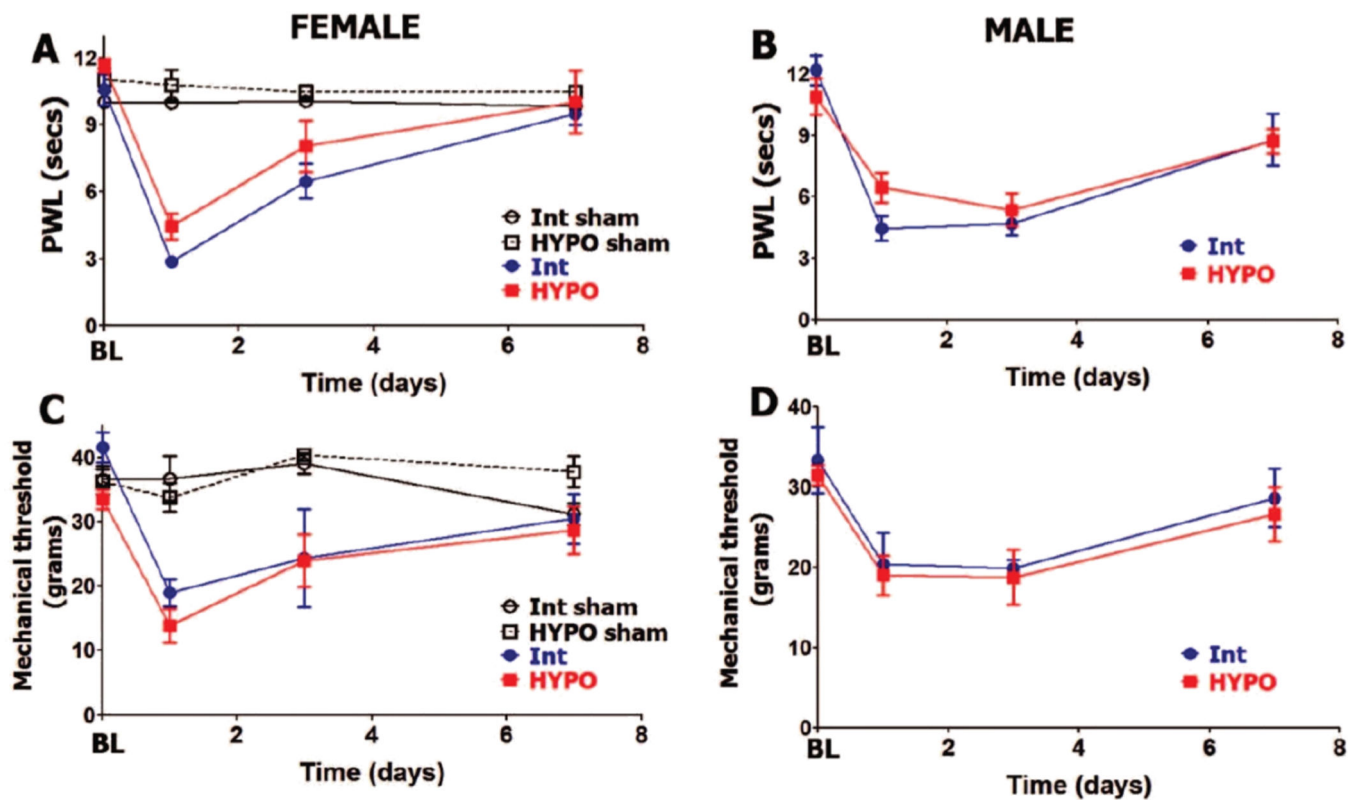 FEMALE
MALE
A
12
9
6
3
0
PWL (secs)
Int sham
HYPO sham
Int
HYPO
BL
2
4
6
8
Time (days)
B
12
9
6
3
0
PWL (secs)
Int
HYPO
BL
2
4
6
8
Time (days)
C
40
30
20
10
0
Mechanical threshold
(grams)
Int sham
HYPO sham
Int
HYPO
BL
2
4
6
8
Time (days)
D
40
30
20
10
0
Mechanical threshold
(grams)
Int
HYPO
BL
2
4
6
8
Time (days)